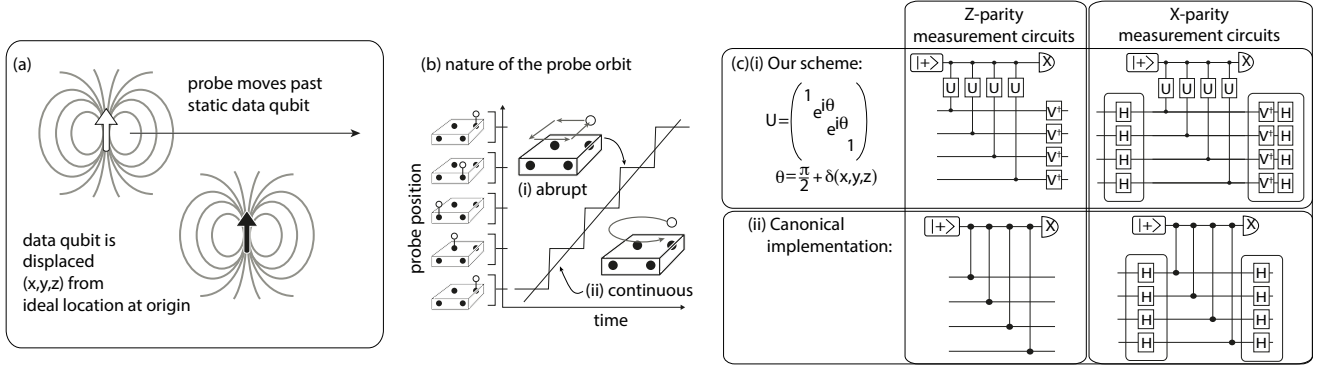 (a)
probe moves past
static data qubit
data qubit is
displaced
(x,y,z) from
ideal location at origin
(b) nature of the probe orbit
probe position
(i) abrupt
(ii) continuous
time
Z-parity
measurement circuits
X-parity
measurement circuits
(c)(i) Our scheme:
U=(1 e^{iθ} e^{iθ} 1)
θ=π/2 + δ(x,y,z)
|+⟩ X
U U U U
V†
V†
V†
V†
|+⟩ X
U U U U
H V† H
H V† H
H V† H
H V† H
(ii) Canonical
implementation:
|+⟩ X
|+⟩ X
H H
H H
H H
H H